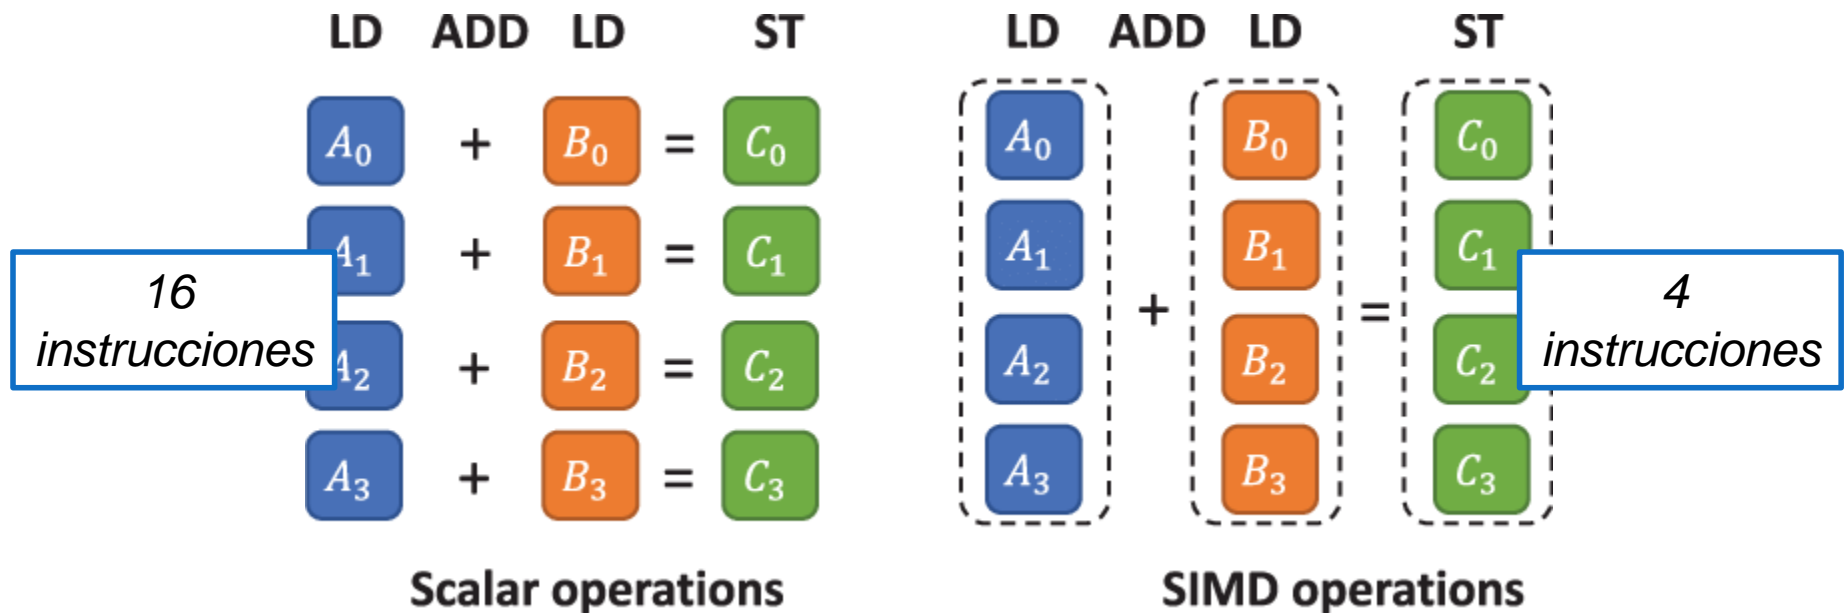 LD ADD LD ST LD ADD LD ST
A₀ + B₀ = C₀ A₀ B₀ C₀
A₁ + B₁ = C₁ A₁ B₁ C₁
16
instrucciones
+ =
4
instrucciones
A₂ + B₂ = C₂ A₂ B₂ C₂
A₃ + B₃ = C₃ A₃ B₃ C₃
Scalar operations SIMD operations